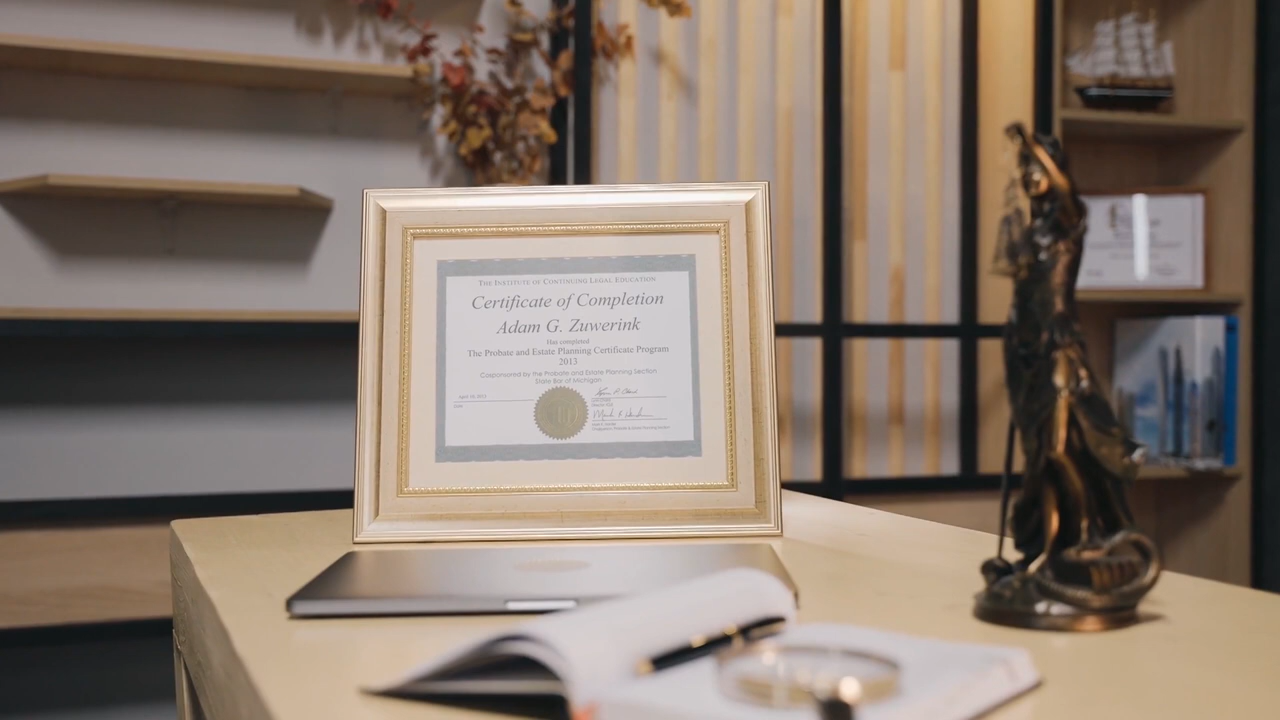 THE INSTITUTE OF CONTINUING LEGAL EDUCATION
Certificate of Completion
Adam G. Zuwerink
Has completed
The Probate and Estate Planning Certificate Program
2013
Cosponsored by the Probate and Estate Planning Section
State Bar of Michigan
Date